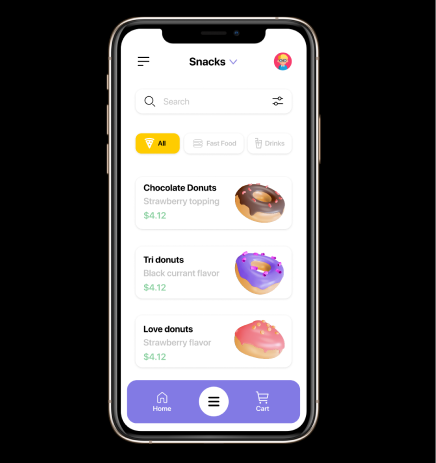 Snacks
Search
All
Fast Food
Drinks
Chocolate Donuts
Strawberry topping
$4.12
Tri donuts
Black currant flavor
$4.12
Love donuts
Strawberry flavor
$4.12
Home
Cart